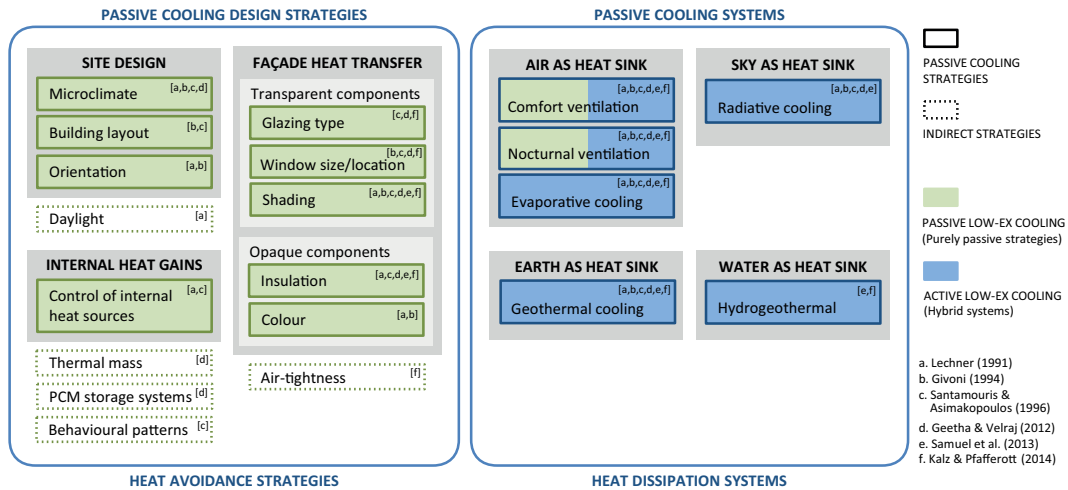 PASSIVE COOLING DESIGN STRATEGIES
SITE DESIGN
Microclimate [a,b,c,d]
Building layout [b,c]
Orientation [a,b]
Daylight [a]
INTERNAL HEAT GAINS
Control of internal [a,c]
heat sources
Thermal mass [d]
PCM storage systems [d]
Behavioural patterns [c]
FAÇADE HEAT TRANSFER
Transparent components
Glazing type [c,d,f]
Window size/location [b,c,d,f]
Shading [a,b,c,d,e,f]
Opaque components
Insulation [a,c,d,e,f]
Colour [a,b]
Air-tightness [f]
HEAT AVOIDANCE STRATEGIES
PASSIVE COOLING SYSTEMS
AIR AS HEAT SINK
Comfort ventilation [a,b,c,d,e,f]
Nocturnal ventilation [a,b,c,d,e,f]
Evaporative cooling [a,b,c,d,e,f]
SKY AS HEAT SINK
Radiative cooling [a,b,c,d,e]
EARTH AS HEAT SINK
Geothermal cooling [a,b,c,d,e,f]
WATER AS HEAT SINK
Hydrogeothermal [e,f]
HEAT DISSIPATION SYSTEMS
PASSIVE COOLING
STRATEGIES
INDIRECT STRATEGIES
PASSIVE LOW-EX COOLING
(Purely passive strategies)
ACTIVE LOW-EX COOLING
(Hybrid systems)
a. Lechner (1991)
b. Givoni (1994)
c. Santamouris &
Asimakopoulos (1996)
d. Geetha & Velraj (2012)
e. Samuel et al. (2013)
f. Kalz & Pfafferott (2014)